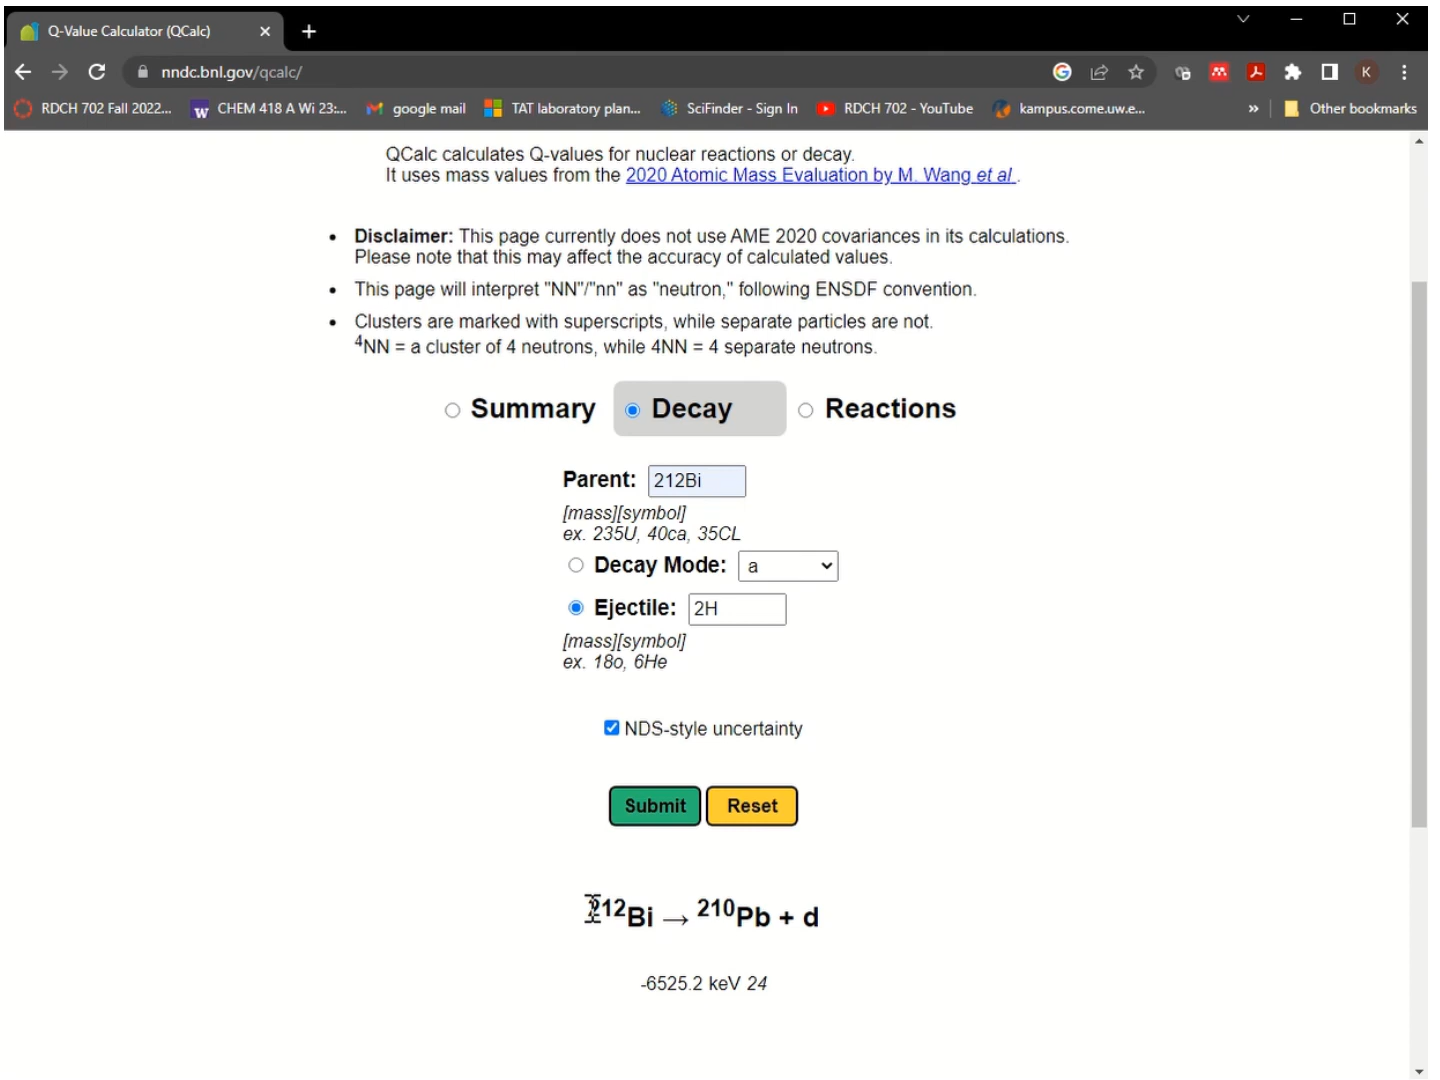 Q-Value Calculator (QCalc)
nndc.bnl.gov/qcalc/
K
RDCH 702 Fall 2022...
CHEM 418 A Wi 23:...
google mail
TAT laboratory plan...
SciFinder - Sign In
RDCH 702 - YouTube
kampus.come.uw.e...
»
Other bookmarks
QCalc calculates Q-values for nuclear reactions or decay.
It uses mass values from the 2020 Atomic Mass Evaluation by M. Wang et al .
• Disclaimer: This page currently does not use AME 2020 covariances in its calculations.
Please note that this may affect the accuracy of calculated values.
• This page will interpret "NN"/"nn" as "neutron," following ENSDF convention.
• Clusters are marked with superscripts, while separate particles are not.
⁴NN = a cluster of 4 neutrons, while 4NN = 4 separate neutrons.
Summary Decay Reactions
Parent: 212Bi
[mass][symbol]
ex. 235U, 40ca, 35CL
Decay Mode: a
Ejectile: 2H
[mass][symbol]
ex. 18o, 6He
NDS-style uncertainty
Submit Reset
²¹²Bi → ²¹⁰Pb + d
-6525.2 keV 24